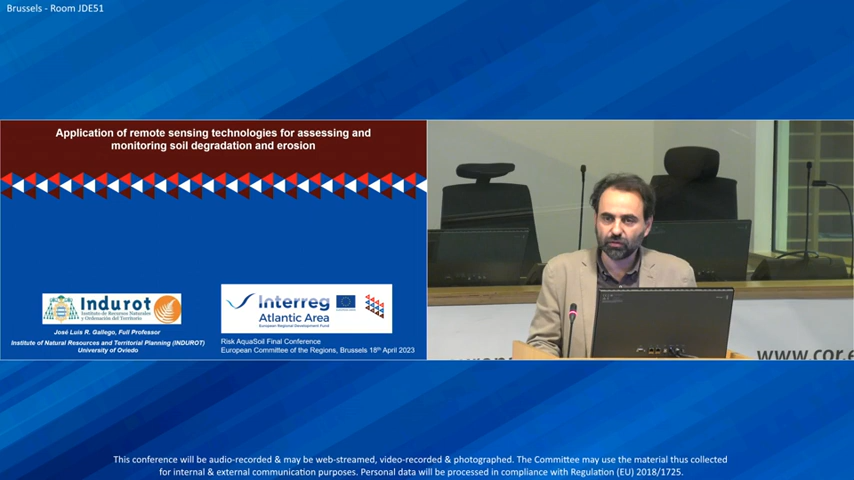 Brussels - Room JDE51
Application of remote sensing technologies for assessing and
monitoring soil degradation and erosion
Indurot
Instituto de Recursos Naturales
y Ordenación del Territorio
José Luis R. Gallego, Full Professor
Institute of Natural Resources and Territorial Planning (INDUROT)
University of Oviedo
Interreg
Atlantic Area
European Regional Development Fund
Risk AquaSoil Final Conference
European Committee of the Regions, Brussels 18th April 2023
www.cor.e
This conference will be audio-recorded & may be web-streamed, video-recorded & photographed. The Committee may use the material thus collected
for internal & external communication purposes. Personal data will be processed in compliance with Regulation (EU) 2018/1725.